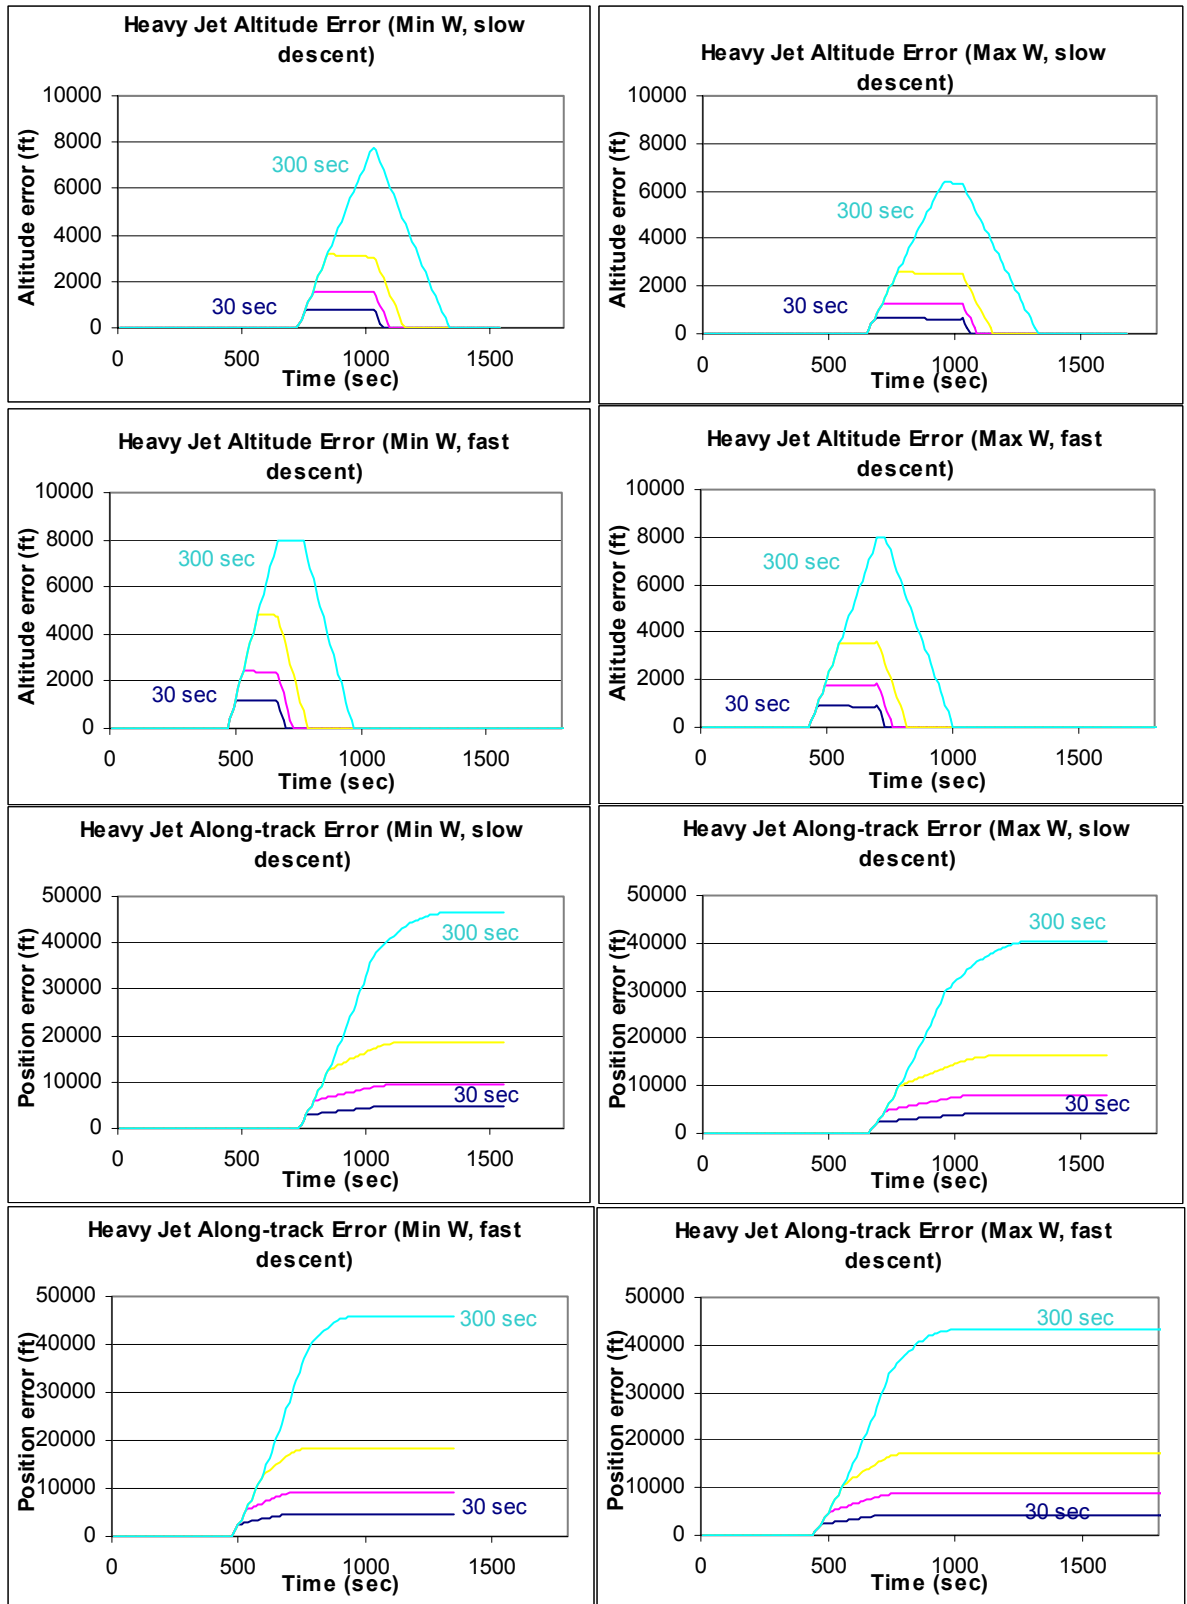 Heavy Jet Altitude Error (Min W, slow
descent)
10000
8000
6000
4000
2000
0
Altitude error (ft)
300 sec
30 sec
0 500 1000 1500
Time (sec)
Heavy Jet Altitude Error (Max W, slow
descent)
10000
8000
6000
4000
2000
0
Altitude error (ft)
300 sec
30 sec
0 500 1000 1500
Time (sec)
Heavy Jet Altitude Error (Min W, fast
descent)
10000
8000
6000
4000
2000
0
Altitude error (ft)
300 sec
30 sec
0 500 1000 1500
Time (sec)
Heavy Jet Altitude Error (Max W, fast
descent)
10000
8000
6000
4000
2000
0
Altitude error (ft)
300 sec
30 sec
0 500 1000 1500
Time (sec)
Heavy Jet Along-track Error (Min W, slow
descent)
50000
40000
30000
20000
10000
0
Position error (ft)
300 sec
30 sec
0 500 1000 1500
Time (sec)
Heavy Jet Along-track Error (Max W, slow
descent)
50000
40000
30000
20000
10000
0
Position error (ft)
300 sec
30 sec
0 500 1000 1500
Time (sec)
Heavy Jet Along-track Error (Min W, fast
descent)
50000
40000
30000
20000
10000
0
Position error (ft)
300 sec
30 sec
0 500 1000 1500
Time (sec)
Heavy Jet Along-track Error (Max W, fast
descent)
50000
40000
30000
20000
10000
0
Position error (ft)
300 sec
30 sec
0 500 1000 1500
Time (sec)